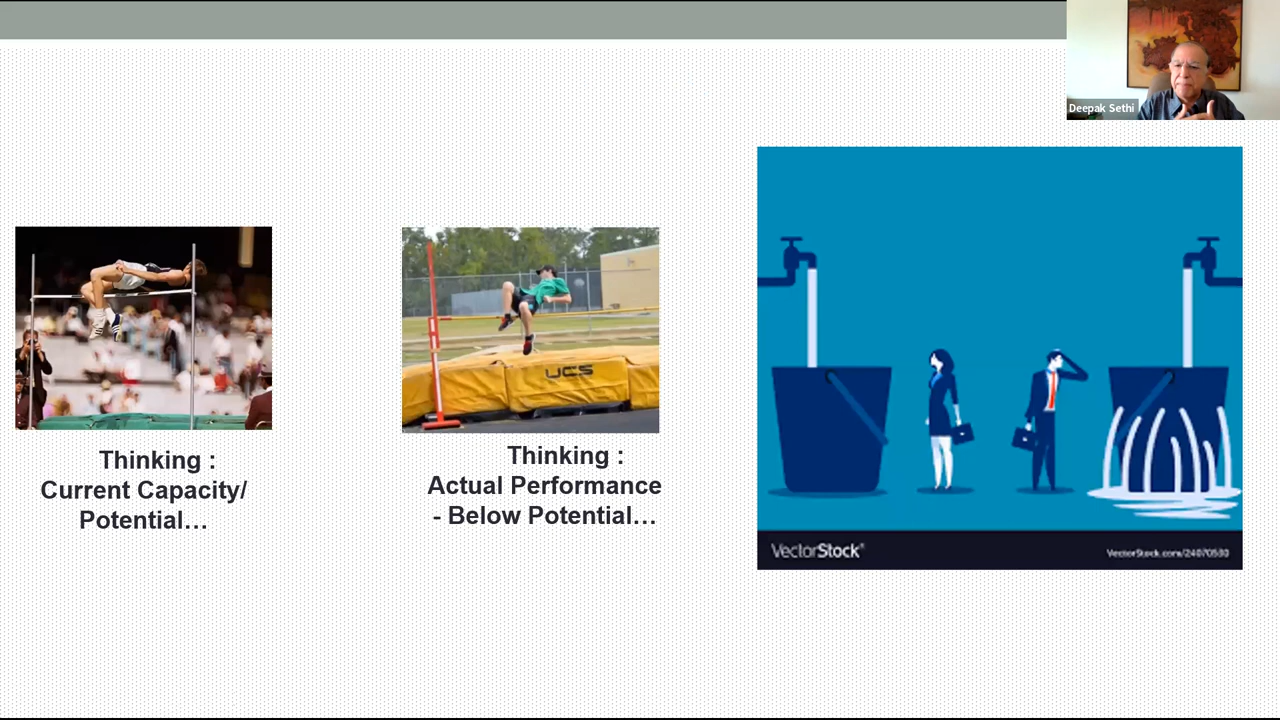 Deepak Sethi
Thinking :
Current Capacity/
Potential…
UCS
Thinking :
Actual Performance
- Below Potential…
VectorStock®
VectorStock.com/24070580